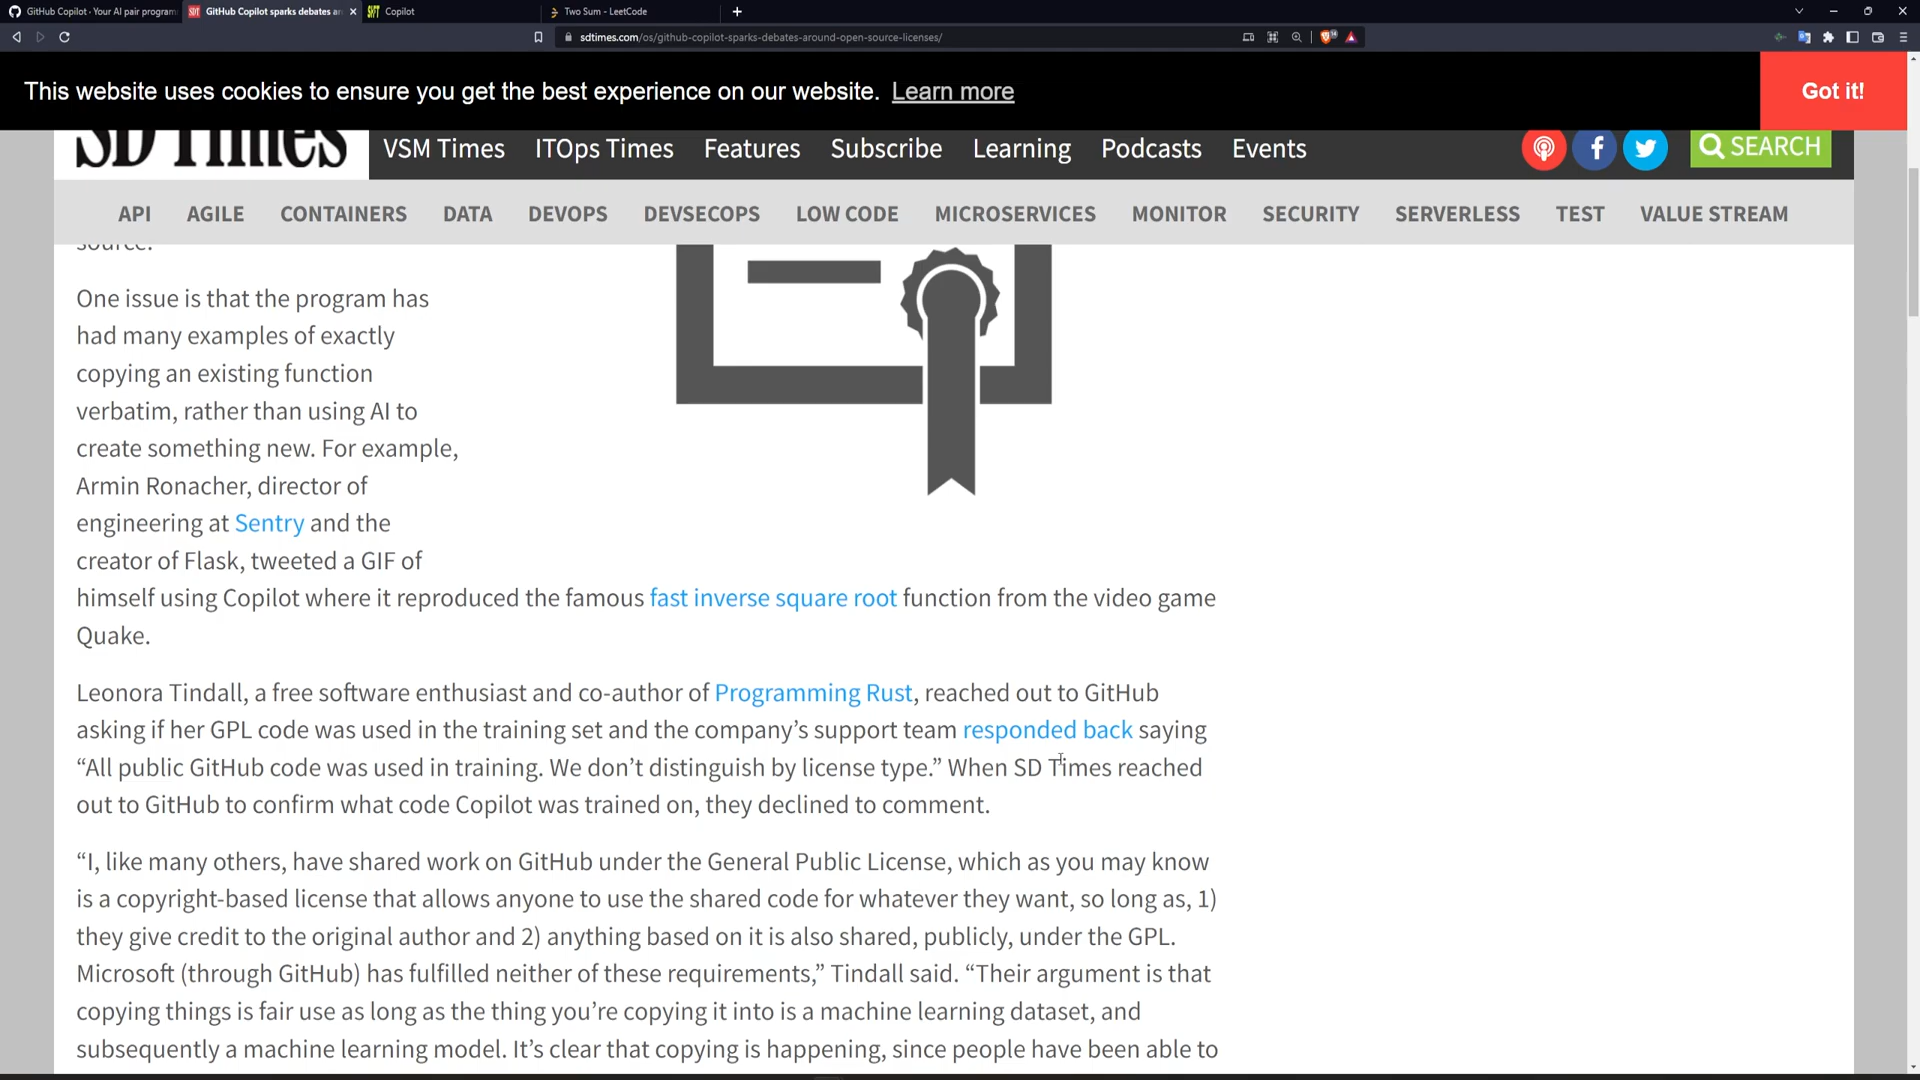 GitHub Copilot · Your AI pair program
GitHub Copilot sparks debates ar
Copilot
Two Sum - LeetCode
sdtimes.com/os/github-copilot-sparks-debates-around-open-source-licenses/
This website uses cookies to ensure you get the best experience on our website. Learn more
Got it!
SD Times
VSM Times ITOps Times Features Subscribe Learning Podcasts Events
SEARCH
API AGILE CONTAINERS DATA DEVOPS DEVSECOPS LOW CODE MICROSERVICES MONITOR SECURITY SERVERLESS TEST VALUE STREAM
source.
One issue is that the program has
had many examples of exactly
copying an existing function
verbatim, rather than using AI to
create something new. For example,
Armin Ronacher, director of
engineering at Sentry and the
creator of Flask, tweeted a GIF of
himself using Copilot where it reproduced the famous fast inverse square root function from the video game
Quake.
Leonora Tindall, a free software enthusiast and co-author of Programming Rust, reached out to GitHub
asking if her GPL code was used in the training set and the company’s support team responded back saying
“All public GitHub code was used in training. We don’t distinguish by license type.” When SD Times reached
out to GitHub to confirm what code Copilot was trained on, they declined to comment.
“I, like many others, have shared work on GitHub under the General Public License, which as you may know
is a copyright-based license that allows anyone to use the shared code for whatever they want, so long as, 1)
they give credit to the original author and 2) anything based on it is also shared, publicly, under the GPL.
Microsoft (through GitHub) has fulfilled neither of these requirements,” Tindall said. “Their argument is that
copying things is fair use as long as the thing you’re copying it into is a machine learning dataset, and
subsequently a machine learning model. It’s clear that copying is happening, since people have been able to